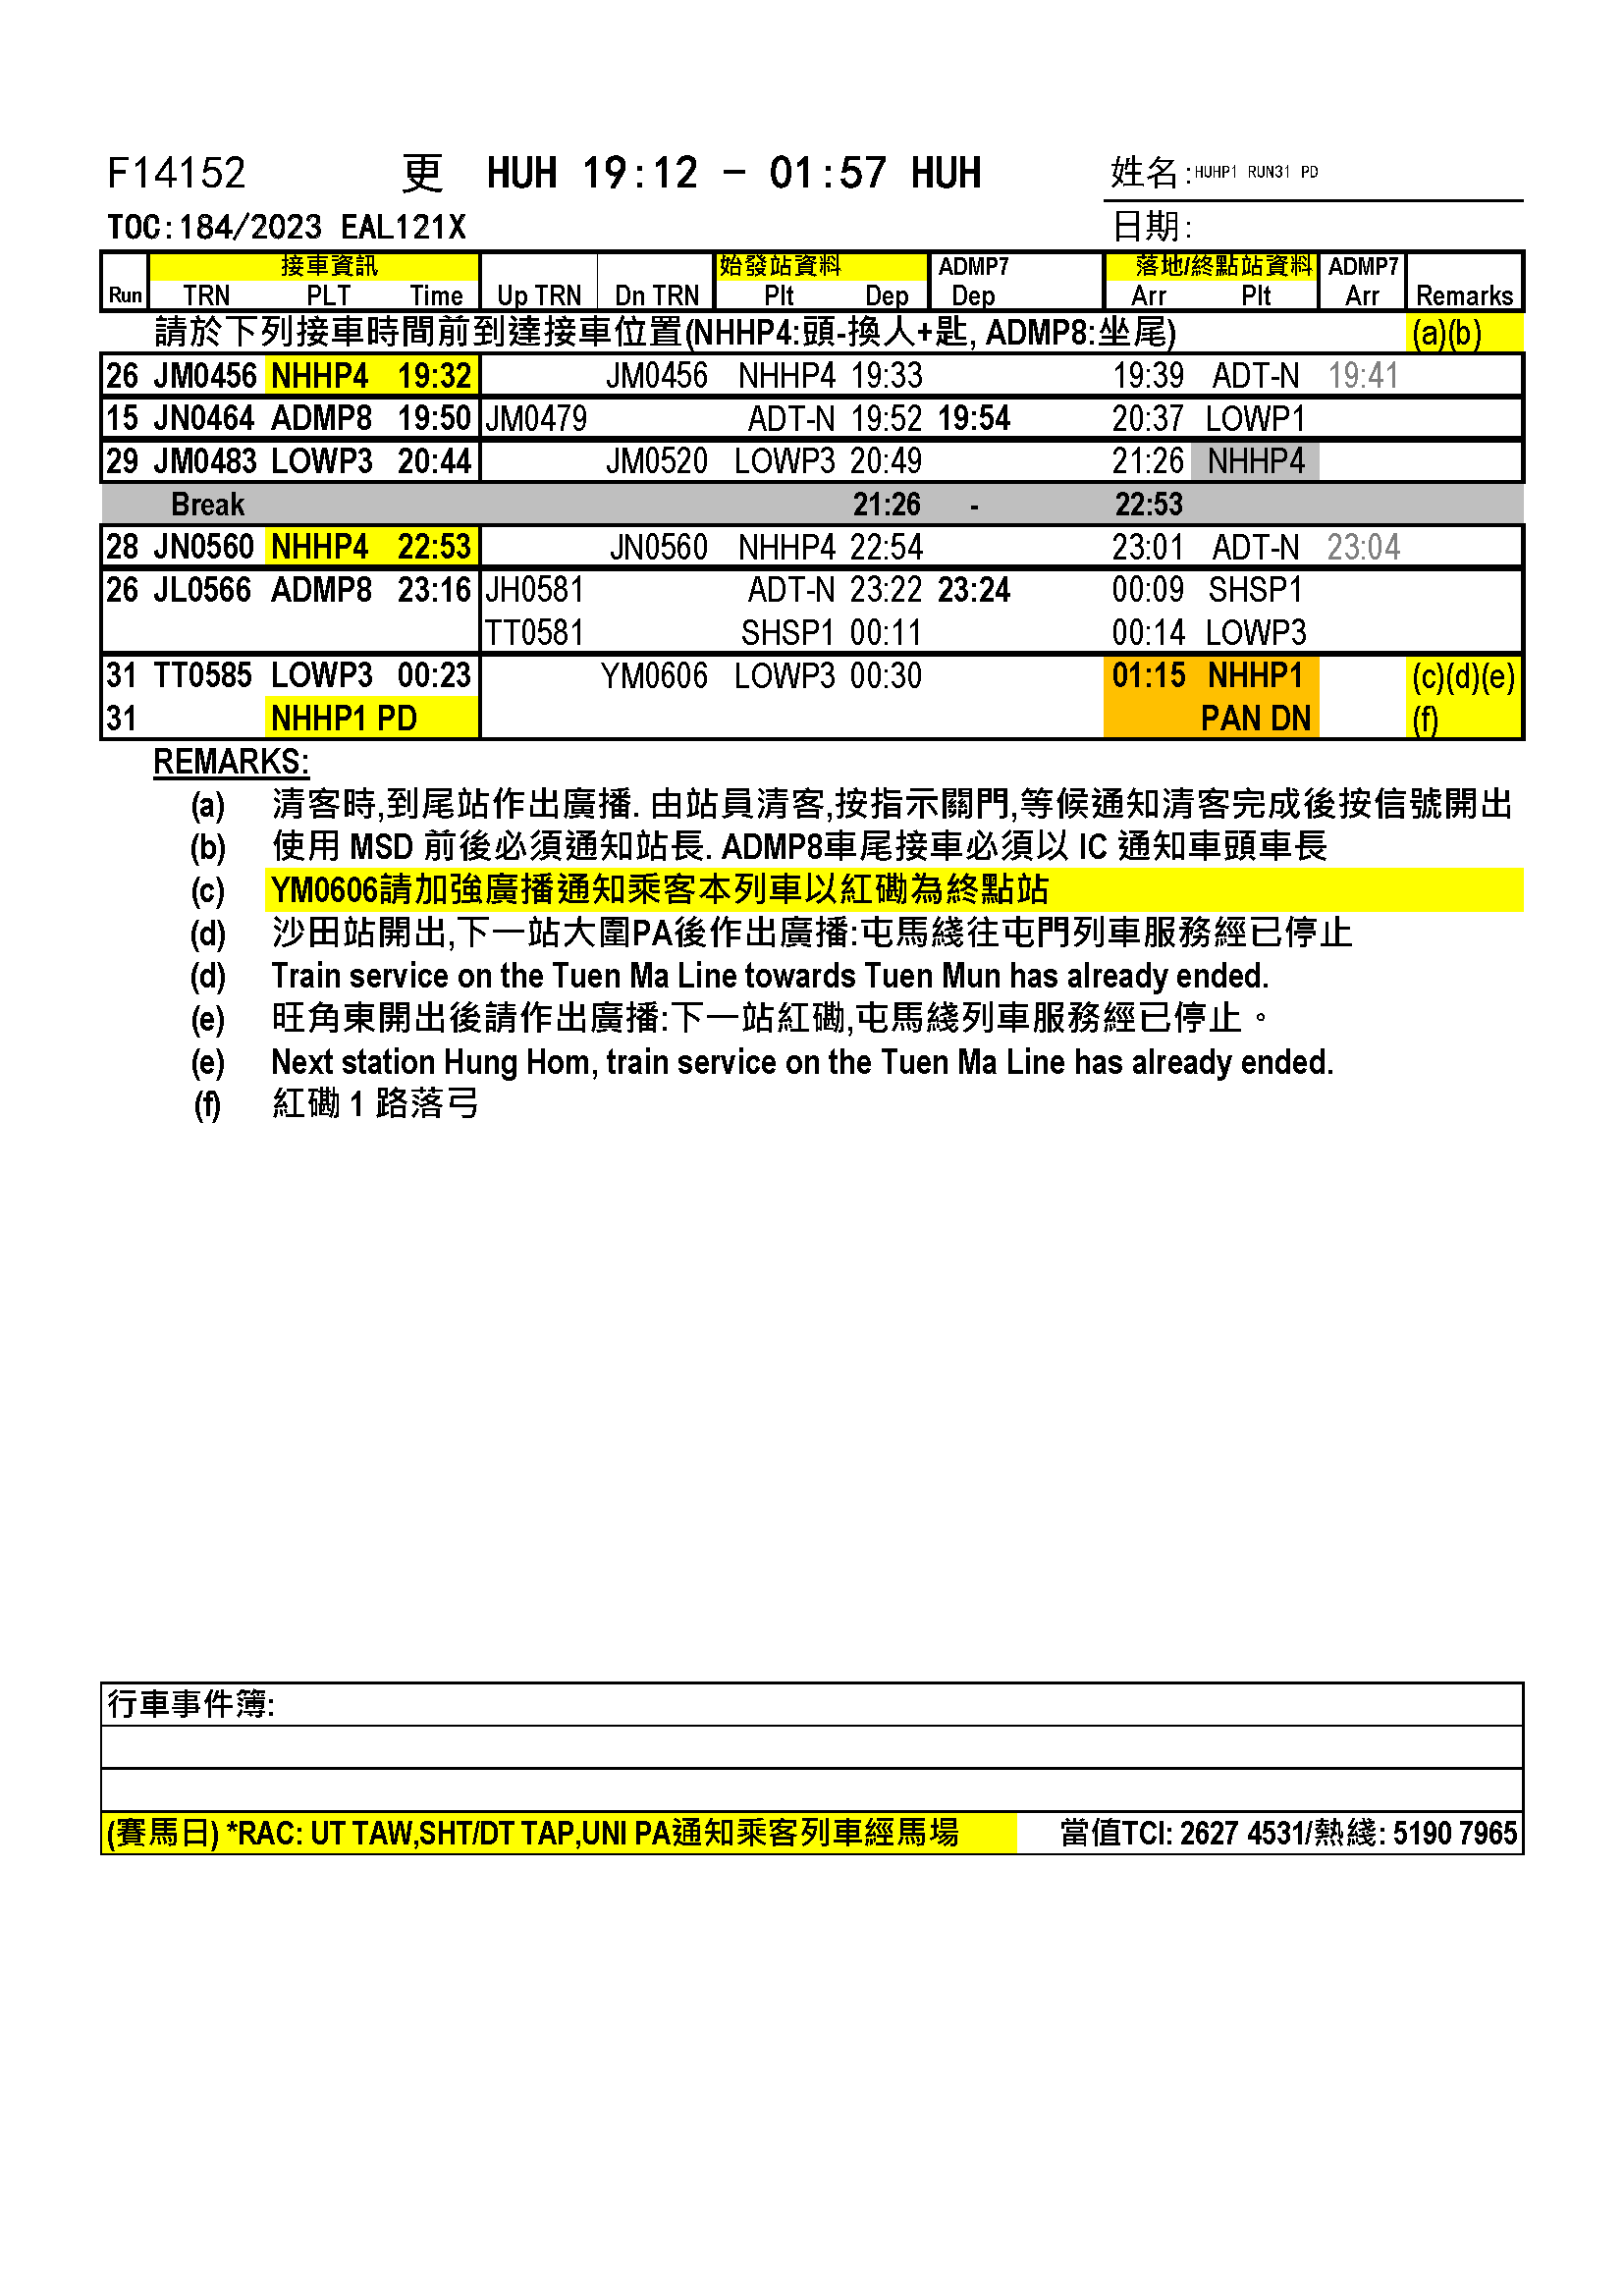 F14152 更 HUH 19:12 - 01:57 HUH 姓名:HUHP1 RUN31 PD
TOC:184/2023 EAL121X 日期:
接車資訊 始發站資料 ADMP7 落地/終點站資料 ADMP7
Run TRN PLT Time Up TRN Dn TRN Plt Dep Dep Arr Plt Arr Remarks
請於下列接車時間前到達接車位置(NHHP4:頭-換人+匙, ADMP8:坐尾) (a)(b)
26 JM0456 NHHP4 19:32 JM0456 NHHP4 19:33 19:39 ADT-N 19:41
15 JN0464 ADMP8 19:50 JM0479 ADT-N 19:52 19:54 20:37 LOWP1
29 JM0483 LOWP3 20:44 JM0520 LOWP3 20:49 21:26 NHHP4
Break 21:26 - 22:53
28 JN0560 NHHP4 22:53 JN0560 NHHP4 22:54 23:01 ADT-N 23:04
26 JL0566 ADMP8 23:16 JH0581 ADT-N 23:22 23:24 00:09 SHSP1
TT0581 SHSP1 00:11 00:14 LOWP3
31 TT0585 LOWP3 00:23 YM0606 LOWP3 00:30 01:15 NHHP1 (c)(d)(e)
31 NHHP1 PD PAN DN (f)
REMARKS:
(a) 清客時,到尾站作出廣播. 由站員清客,按指示關門,等候通知清客完成後按信號開出
(b) 使用 MSD 前後必須通知站長. ADMP8車尾接車必須以 IC 通知車頭車長
(c) YM0606請加強廣播通知乘客本列車以紅磡為終點站
(d) 沙田站開出,下一站大圍PA後作出廣播:屯馬綫往屯門列車服務經已停止
(d) Train service on the Tuen Ma Line towards Tuen Mun has already ended.
(e) 旺角東開出後請作出廣播:下一站紅磡,屯馬綫列車服務經已停止。
(e) Next station Hung Hom, train service on the Tuen Ma Line has already ended.
(f) 紅磡 1 路落弓
行車事件簿:
(賽馬日) *RAC: UT TAW,SHT/DT TAP,UNI PA通知乘客列車經馬場 當值TCI: 2627 4531/熱綫: 5190 7965